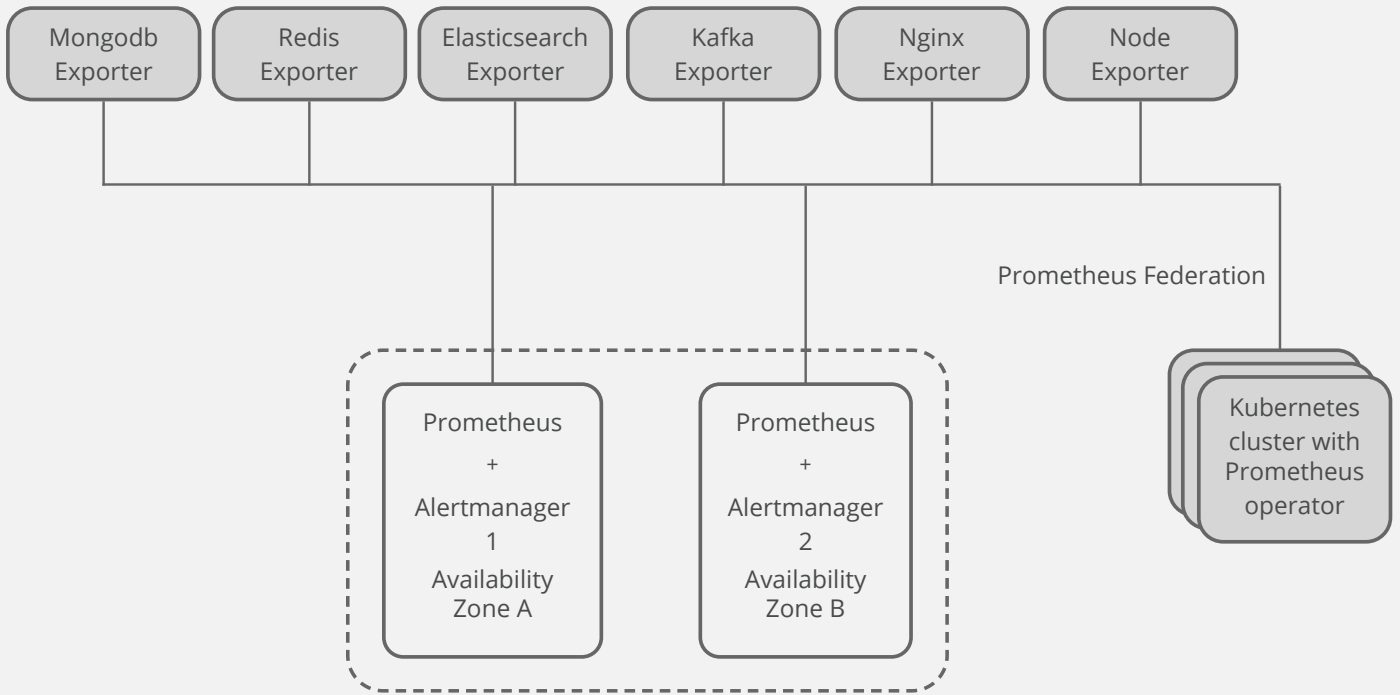 Mongodb
Exporter
Redis
Exporter
Elasticsearch
Exporter
Kafka
Exporter
Nginx
Exporter
Node
Exporter
Prometheus Federation
Prometheus
+
Alertmanager
1
Availability
Zone A
Prometheus
+
Alertmanager
2
Availability
Zone B
Kubernetes
cluster with
Prometheus
operator